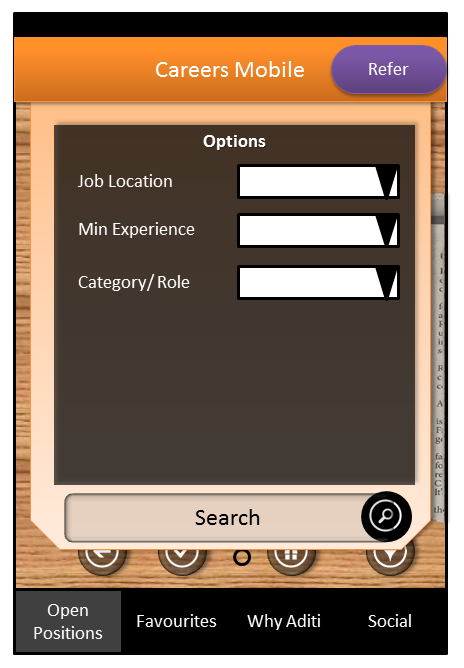 Careers Mobile
Refer
Options
Job Location
Min Experience
Category/ Role
Search
Open
Positions
Favourites
Why Aditi
Social